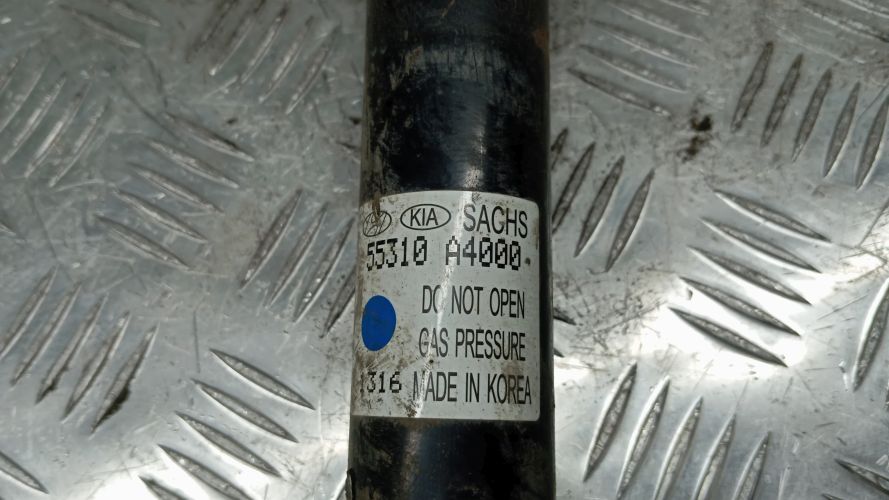 KIA SACHS
55310 A4000
DO NOT OPEN
GAS PRESSURE
1316 MADE IN KOREA